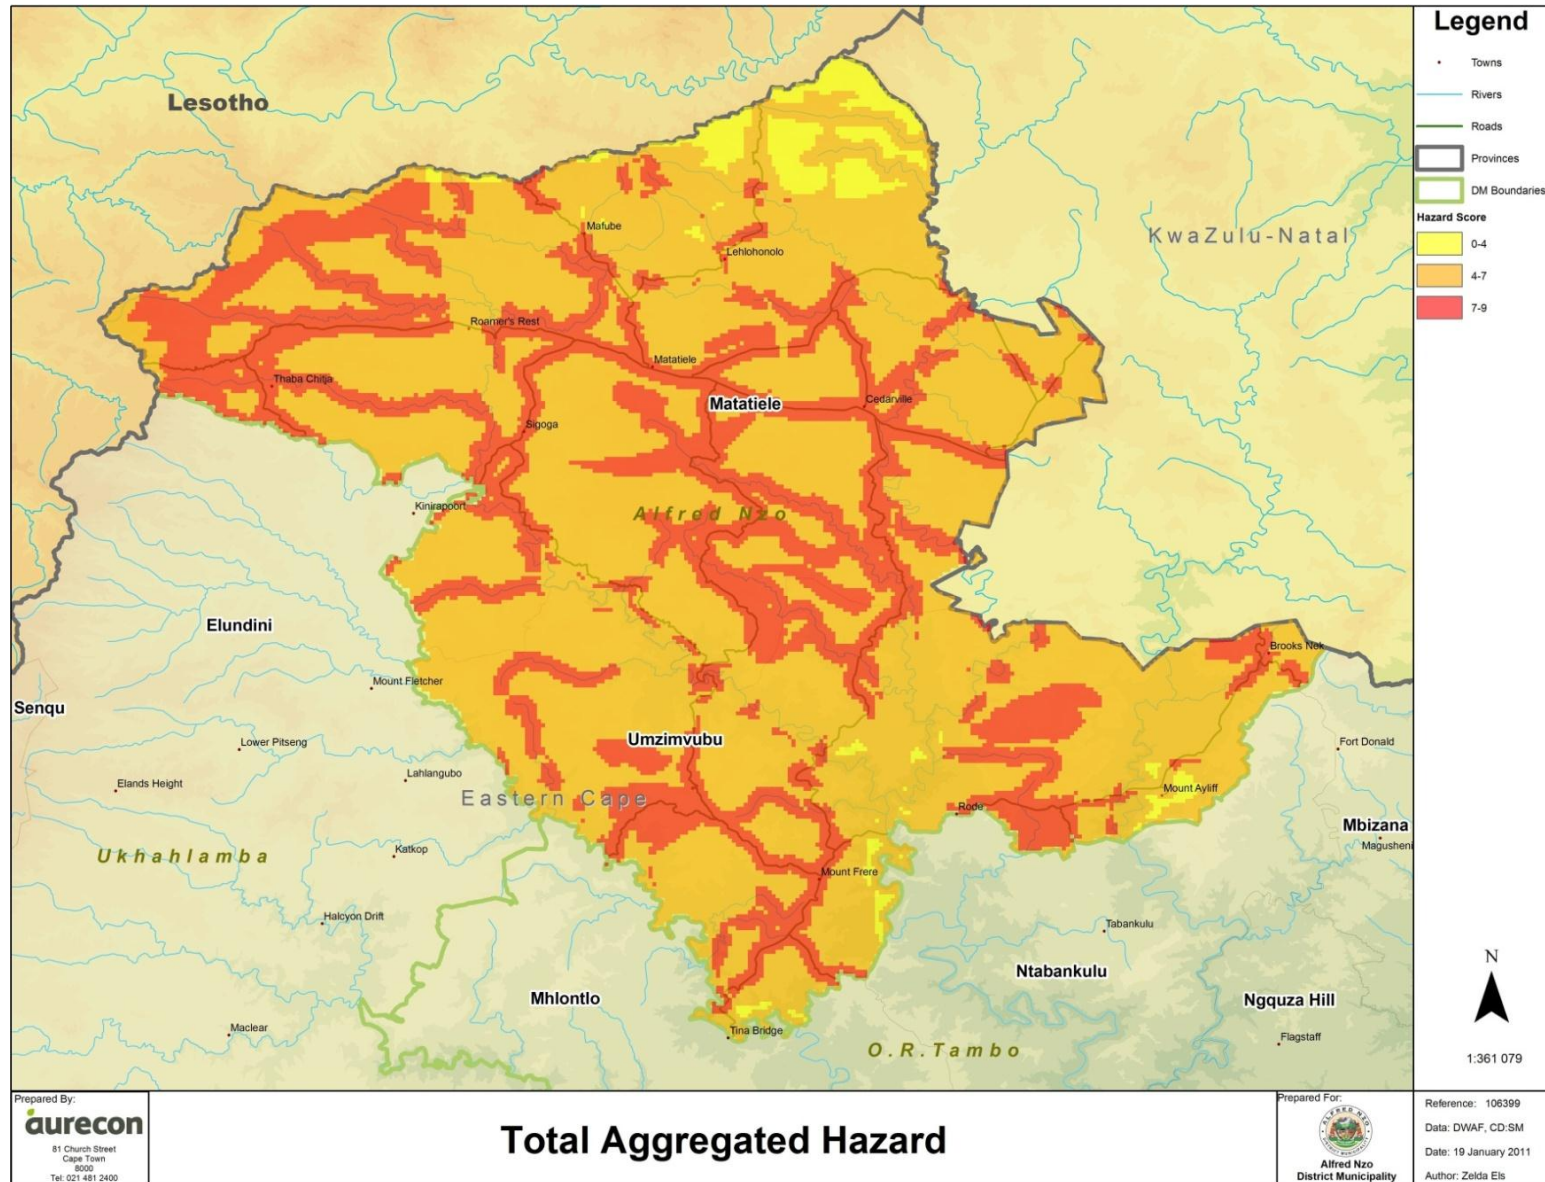 Lesotho
KwaZulu-Natal
Mafube
Lehlohonolo
Roamer's Rest
Matatiele
Thaba Chitja
Matatiele
Cedarville
Sigoga
Kinirapoort
Alfred Nzo
Elundini
Brooks Nek
Mount Fletcher
Senqu
Lower Pitseng
Umzimvubu
Fort Donald
Elands Height
Lahlangubo
Eastern Cape
Mount Ayliff
Rode
Mbizana
Magusheni
Ukhahlamba
Katkop
Mount Frere
Halcyon Drift
Tabankulu
Ntabankulu
Mhlontlo
Ngquza Hill
Maclear
Tina Bridge
O.R.Tambo
Flagstaff
Legend
Towns
Rivers
Roads
Provinces
DM Boundaries
Hazard Score
0-4
4-7
7-9
N
1:361 079
Prepared By:
aurecon
81 Church Street
Cape Town
8000
Tel: 021 481 2400
Total Aggregated Hazard
Prepared For:
Alfred Nzo
District Municipality
Reference: 106399
Data: DWAF, CD:SM
Date: 19 January 2011
Author: Zelda Els